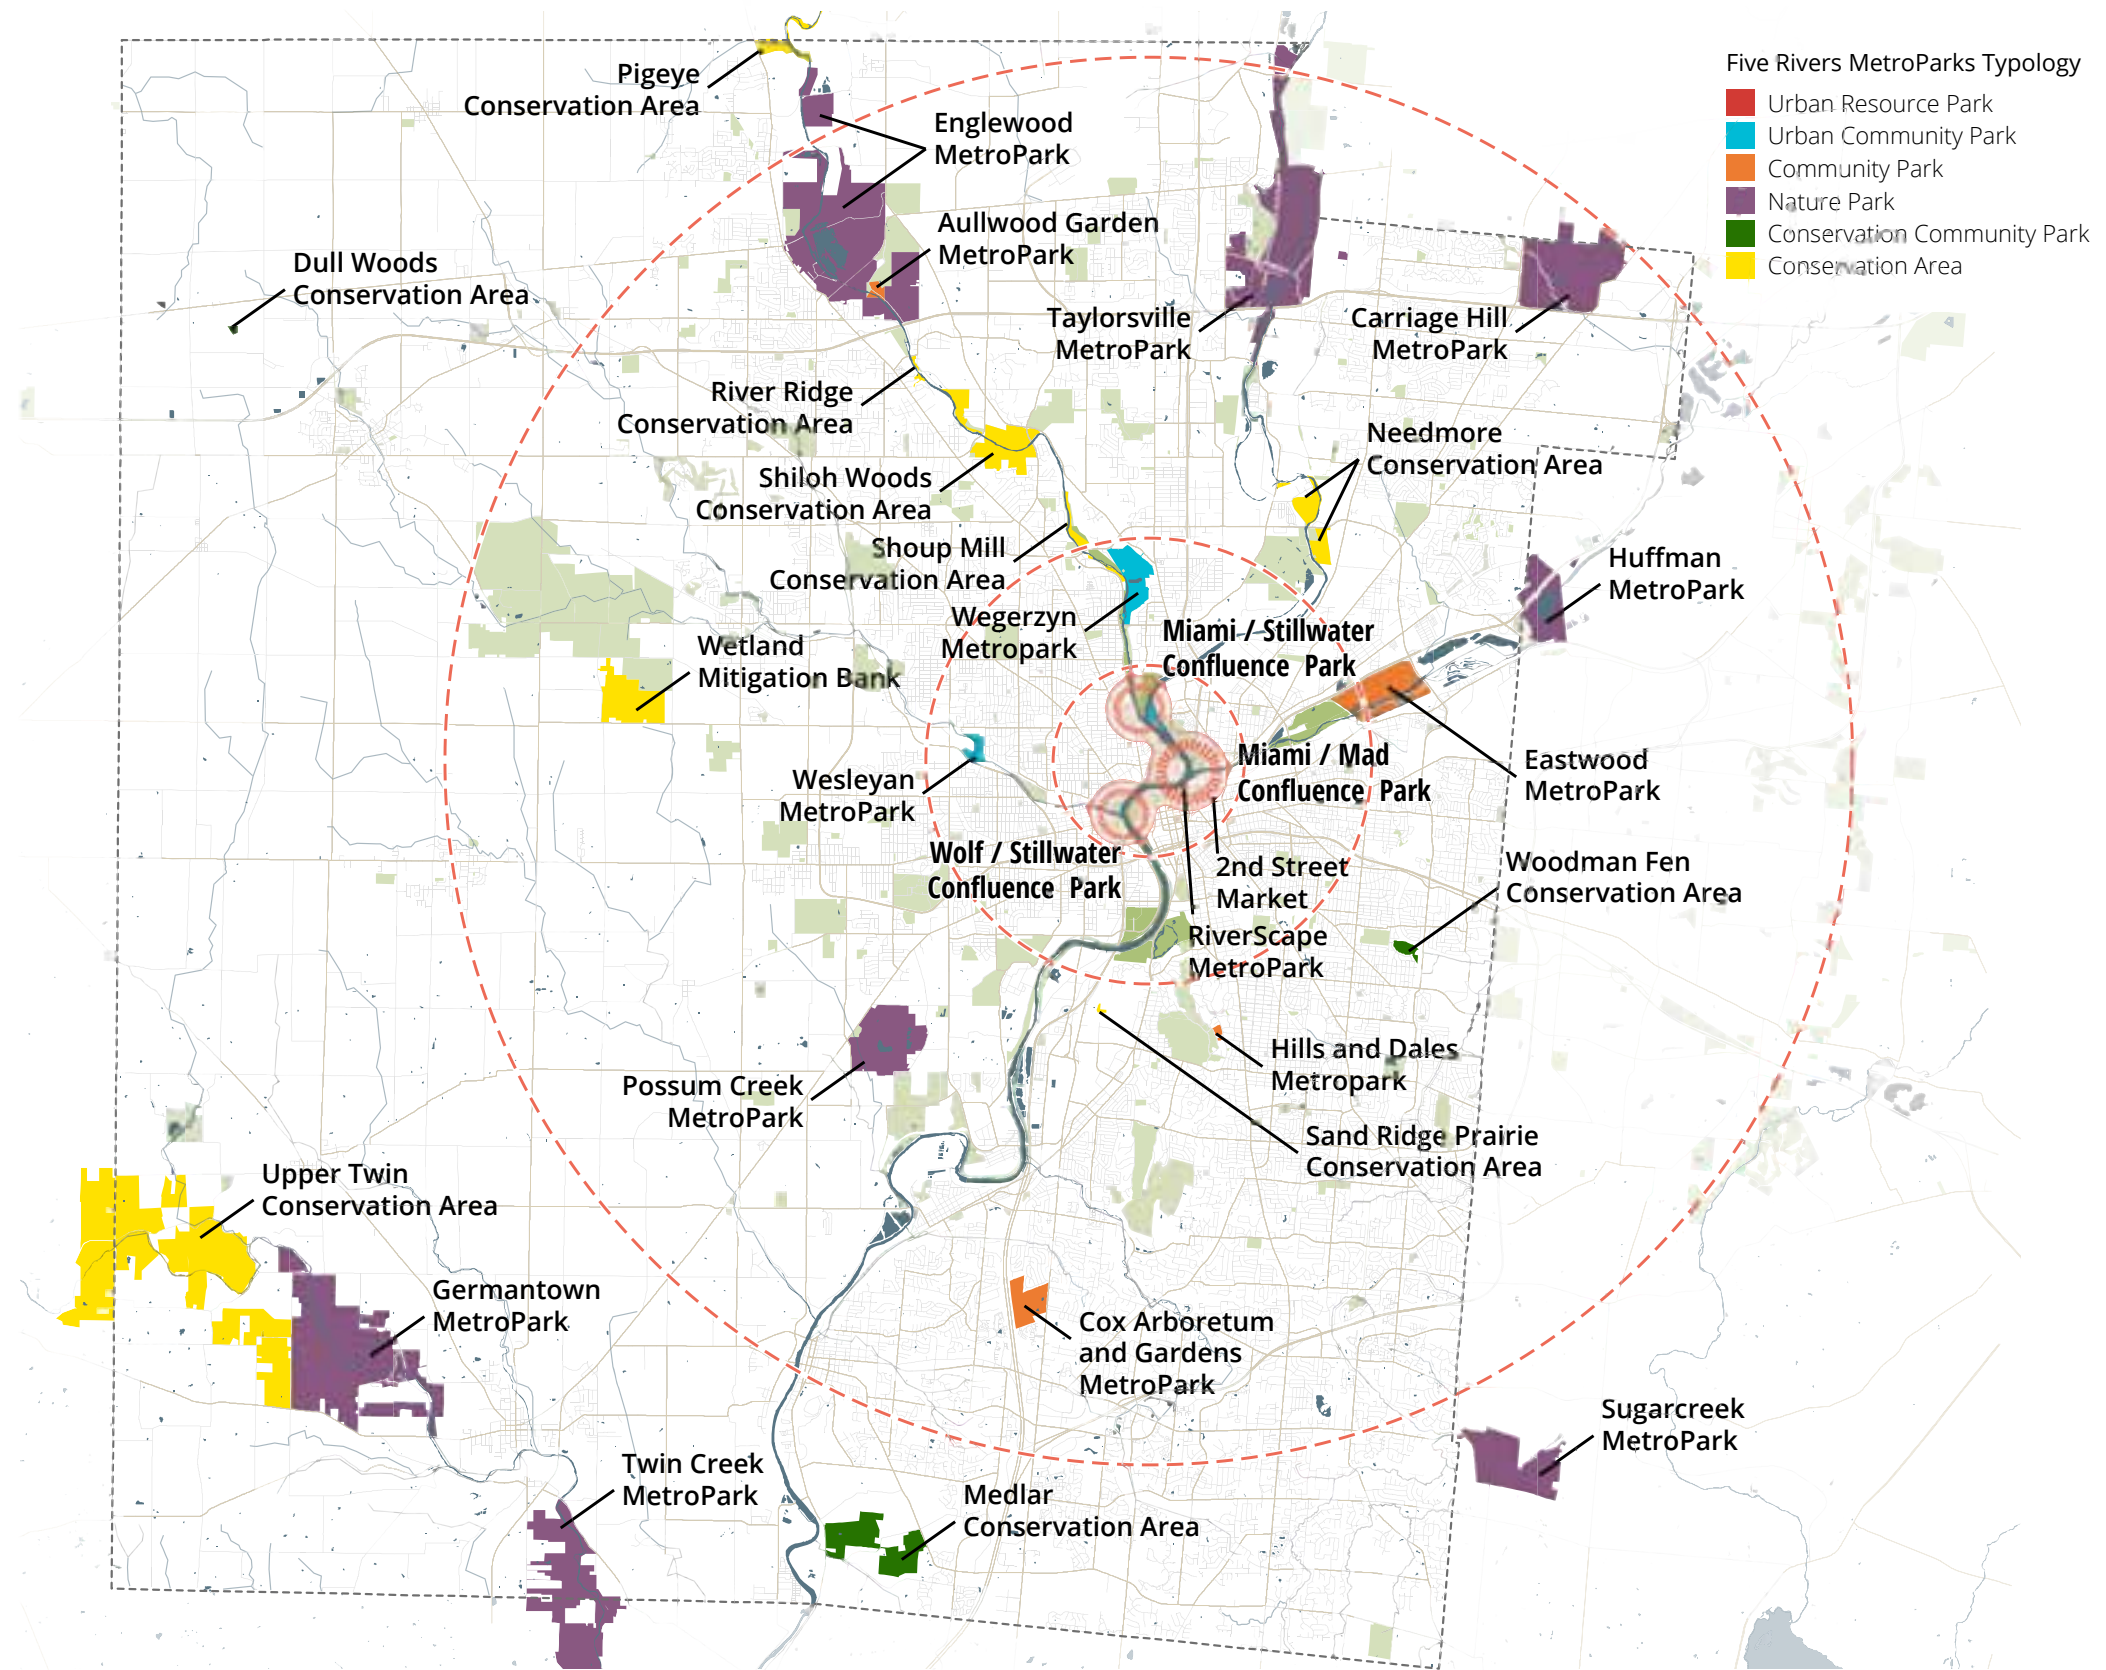 Five Rivers MetroParks Typology
Urban Resource Park
Urban Community Park
Community Park
Nature Park
Conservation Community Park
Conservation Area
Pigeye
Conservation Area
Englewood
MetroPark
Aullwood Garden
MetroPark
Dull Woods
Conservation Area
Taylorsville
MetroPark
Carriage Hill
MetroPark
River Ridge
Conservation Area
Needmore
Conservation Area
Shiloh Woods
Conservation Area
Shoup Mill
Conservation Area
Huffman
MetroPark
Wegerzyn
Metropark
Miami / Stillwater
Confluence Park
Wetland
Mitigation Bank
Miami / Mad
Confluence Park
Eastwood
MetroPark
Wesleyan
MetroPark
Wolf / Stillwater
Confluence Park
2nd Street
Market
Woodman Fen
Conservation Area
RiverScape
MetroPark
Hills and Dales
Metropark
Possum Creek
MetroPark
Sand Ridge Prairie
Conservation Area
Upper Twin
Conservation Area
Germantown
MetroPark
Cox Arboretum
and Gardens
MetroPark
Sugarcreek
MetroPark
Twin Creek
MetroPark
Medlar
Conservation Area